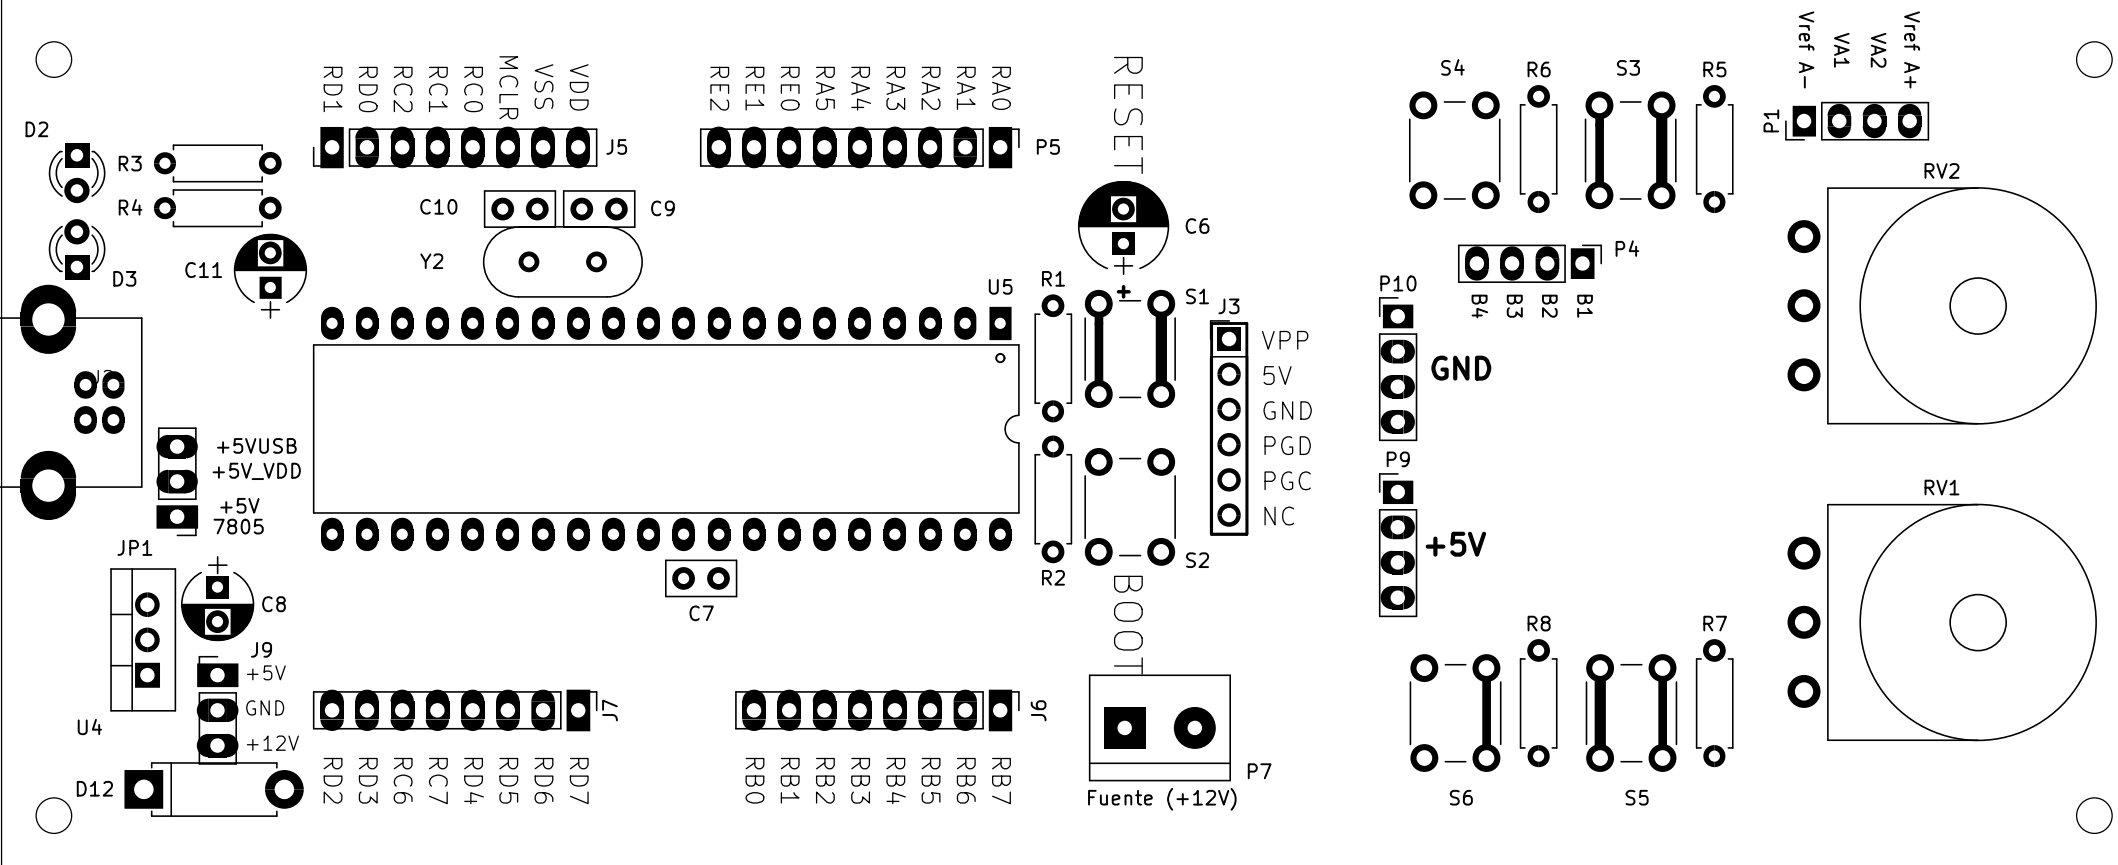 Vref A-
VA1
VA2
Vref A+
P1
D2
R3
R4
D3
C11
RD1
RD0
RC2
RC1
RC0
MCLR
VSS
VDD
J5
C10
C9
Y2
RE2
RE1
RE0
RA5
RA4
RA3
RA2
RA1
RA0
P5
RESET
C6
+
+
+
U5
R1
S1
J3
VPP
5V
GND
PGD
PGC
NC
S4
R6
S3
R5
P4
B4
B3
B2
B1
P10
GND
P9
+5V
RV2
RV1
+5VUSB
+5V_VDD
+5V
7805
JP1
+
C8
J9
+5V
GND
+12V
U4
D12
C7
R2
S2
BOOT
J7
RD2
RD3
RC6
RC7
RD4
RD5
RD6
RD7
J6
RB0
RB1
RB2
RB3
RB4
RB5
RB6
RB7
P7
Fuente (+12V)
R8
R7
S6
S5